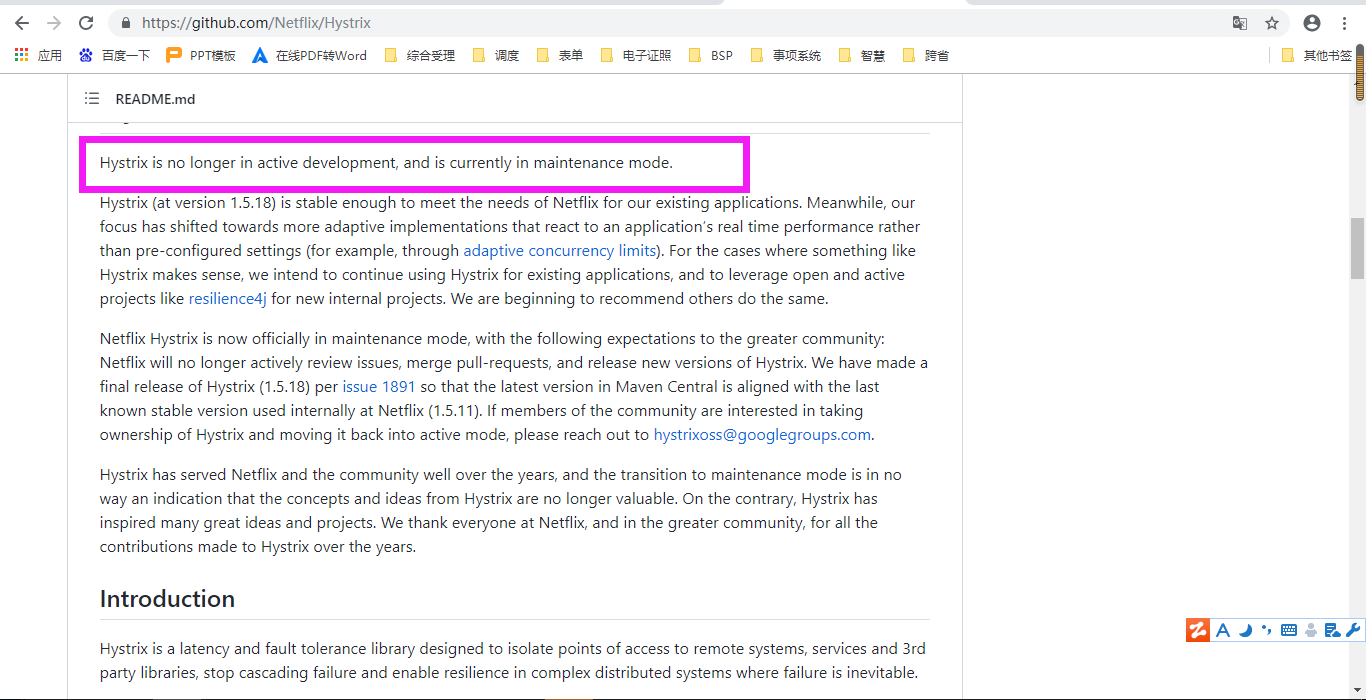 https://github.com/Netflix/Hystrix
应用 百度一下 PPT模板 在线PDF转Word 综合受理 调度 表单 电子证照 BSP 事项系统 智慧 跨省 其他书签
README.md
Hystrix is no longer in active development, and is currently in maintenance mode.
Hystrix (at version 1.5.18) is stable enough to meet the needs of Netflix for our existing applications. Meanwhile, our
focus has shifted towards more adaptive implementations that react to an application's real time performance rather
than pre-configured settings (for example, through adaptive concurrency limits). For the cases where something like
Hystrix makes sense, we intend to continue using Hystrix for existing applications, and to leverage open and active
projects like resilience4j for new internal projects. We are beginning to recommend others do the same.
Netflix Hystrix is now officially in maintenance mode, with the following expectations to the greater community:
Netflix will no longer actively review issues, merge pull-requests, and release new versions of Hystrix. We have made a
final release of Hystrix (1.5.18) per issue 1891 so that the latest version in Maven Central is aligned with the last
known stable version used internally at Netflix (1.5.11). If members of the community are interested in taking
ownership of Hystrix and moving it back into active mode, please reach out to hystrixoss@googlegroups.com.
Hystrix has served Netflix and the community well over the years, and the transition to maintenance mode is in no
way an indication that the concepts and ideas from Hystrix are no longer valuable. On the contrary, Hystrix has
inspired many great ideas and projects. We thank everyone at Netflix, and in the greater community, for all the
contributions made to Hystrix over the years.
Introduction
Hystrix is a latency and fault tolerance library designed to isolate points of access to remote systems, services and 3rd
party libraries, stop cascading failure and enable resilience in complex distributed systems where failure is inevitable.